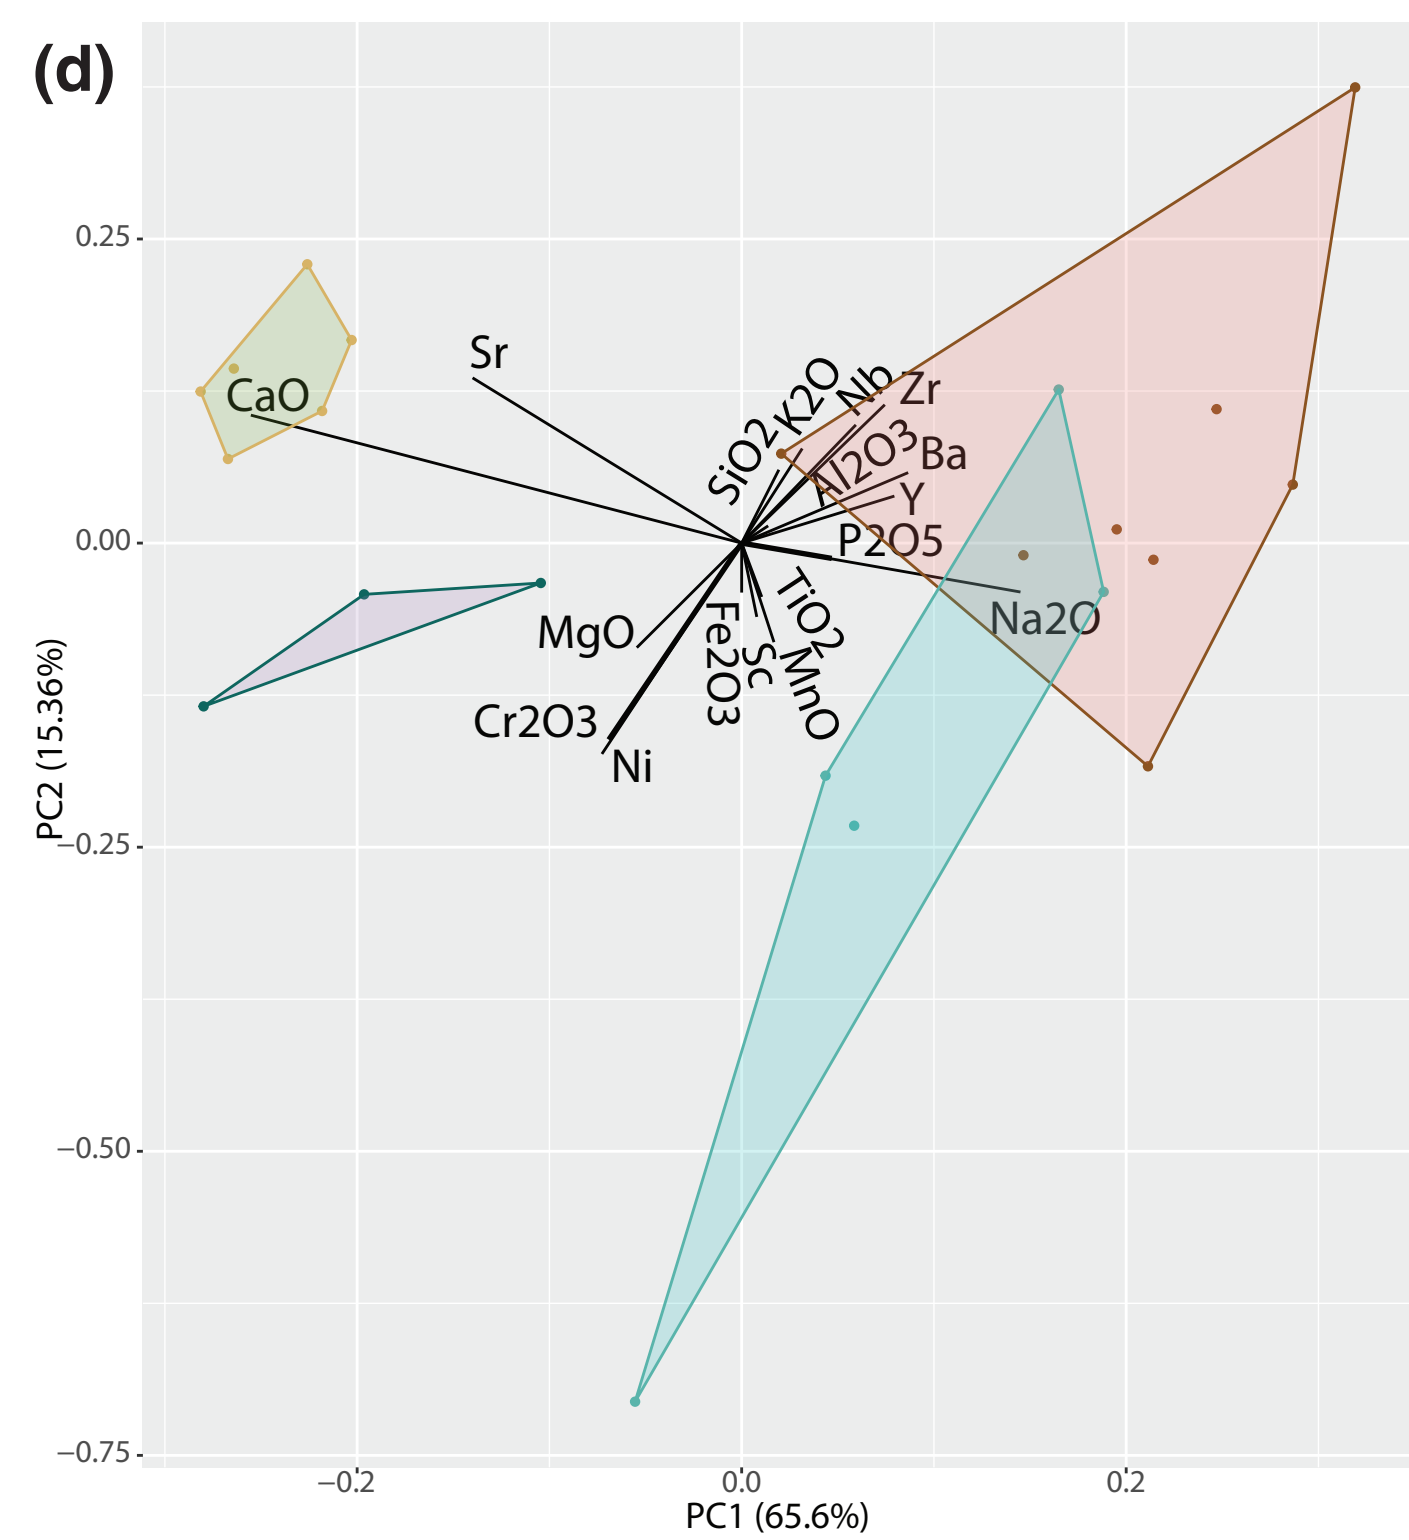 (d)
0.25
0.00
−0.25
−0.50
−0.75
PC2 (15.36%)
CaO
Sr
SiO2
K2O
Nb
Zr
Al2O3
Ba
Y
P2O5
Na2O
TiO2
MnO
Sc
Fe2O3
MgO
Cr2O3
Ni
−0.2
0.0
0.2
PC1 (65.6%)